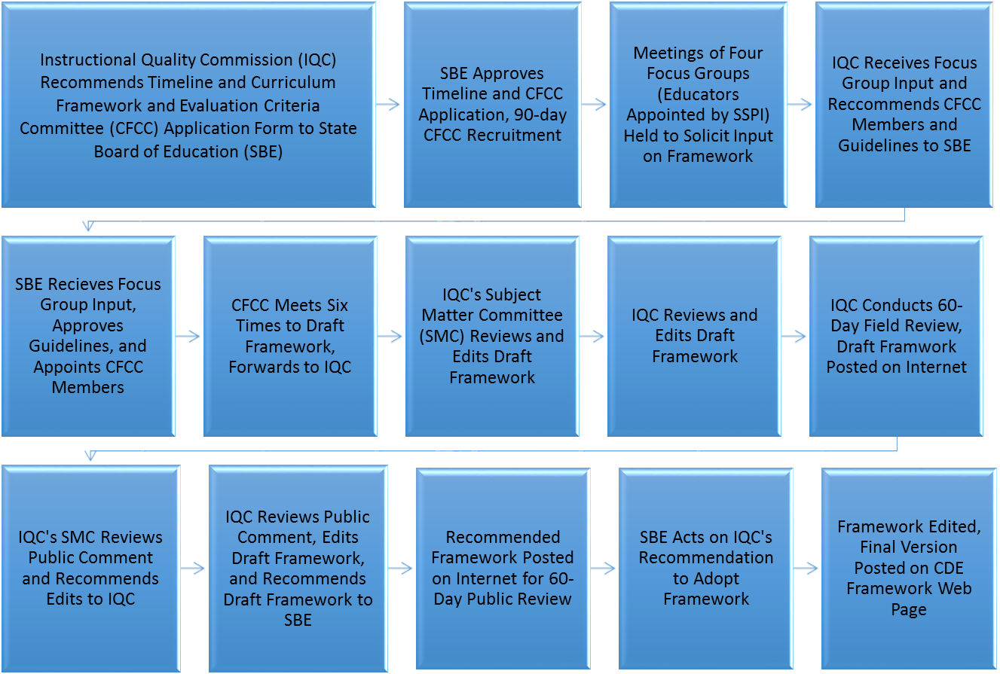 Instructional Quality Commission (IQC)
Recommends Timeline and Curriculum
Framework and Evaluation Criteria
Committee (CFCC) Application Form to State
Board of Education (SBE)
SBE Approves
Timeline and CFCC
Application, 90-day
CFCC Recruitment
Meetings of Four
Focus Groups
(Educators
Appointed by SSPI)
Held to Solicit Input
on Framework
IQC Receives Focus
Group Input and
Reccommends CFCC
Members and
Guidelines to SBE
SBE Recieves Focus
Group Input,
Approves
Guidelines, and
Appoints CFCC
Members
CFCC Meets Six
Times to Draft
Framework,
Forwards to IQC
IQC's Subject
Matter Committee
(SMC) Reviews and
Edits Draft
Framework
IQC Reviews and
Edits Draft
Framework
IQC Conducts 60-
Day Field Review,
Draft Framwork
Posted on Internet
IQC's SMC Reviews
Public Comment
and Recommends
Edits to IQC
IQC Reviews Public
Comment, Edits
Draft Framework,
and Recommends
Draft Framework to
SBE
Recommended
Framework Posted
on Internet for 60-
Day Public Review
SBE Acts on IQC's
Recommendation
to Adopt
Framework
Framework Edited,
Final Version
Posted on CDE
Framework Web
Page